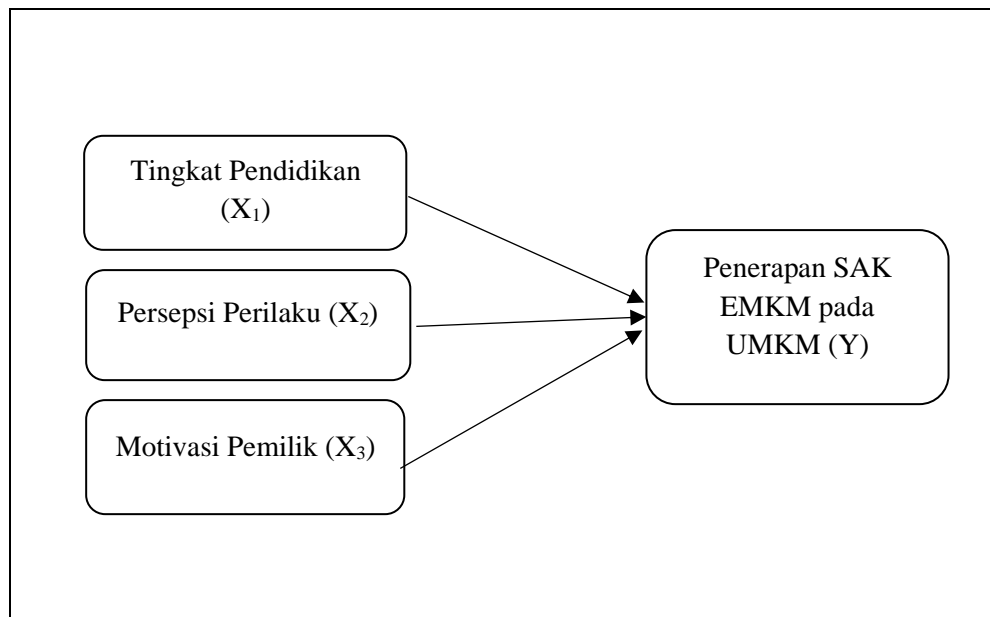 Tingkat Pendidikan
(X₁)
Persepsi Perilaku (X₂)
Motivasi Pemilik (X₃)
Penerapan SAK
EMKM pada
UMKM (Y)